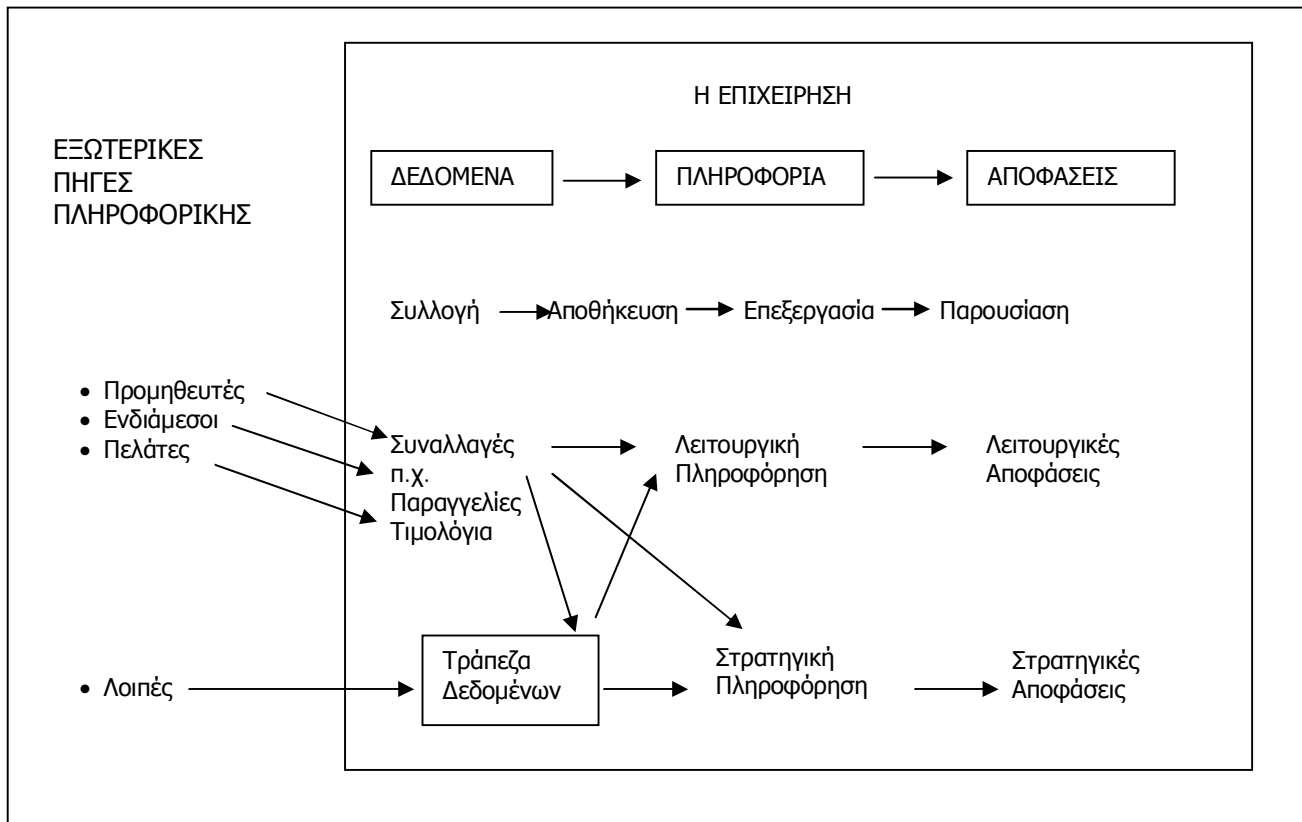 Η ΕΠΙΧΕΙΡΗΣΗ
ΕΞΩΤΕΡΙΚΕΣ
ΠΗΓΕΣ
ΠΛΗΡΟΦΟΡΙΚΗΣ
ΔΕΔΟΜΕΝΑ
ΠΛΗΡΟΦΟΡΙΑ
ΑΠΟΦΑΣΕΙΣ
Συλλογή
Αποθήκευση
Επεξεργασία
Παρουσίαση
• Προμηθευτές
• Ενδιάμεσοι
• Πελάτες
Συναλλαγές
π.χ.
Παραγγελίες
Τιμολόγια
Λειτουργική
Πληροφόρηση
Λειτουργικές
Αποφάσεις
• Λοιπές
Τράπεζα
Δεδομένων
Στρατηγική
Πληροφόρηση
Στρατηγικές
Αποφάσεις